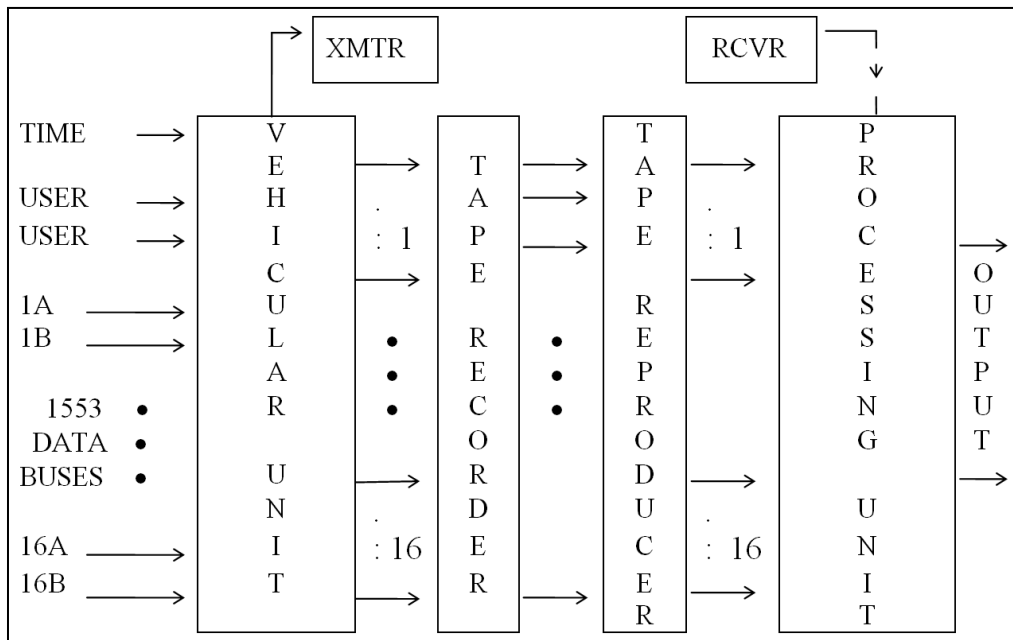 XMTR
RCVR
TIME
USER
USER
1A
1B
1553
DATA
BUSES
16A
16B
VEHICULAR UNIT
: 1
: 16
TAPE RECORDER
TAPE REPRODUCER
: 1
: 16
PROCESSING UNIT
OUTPUT